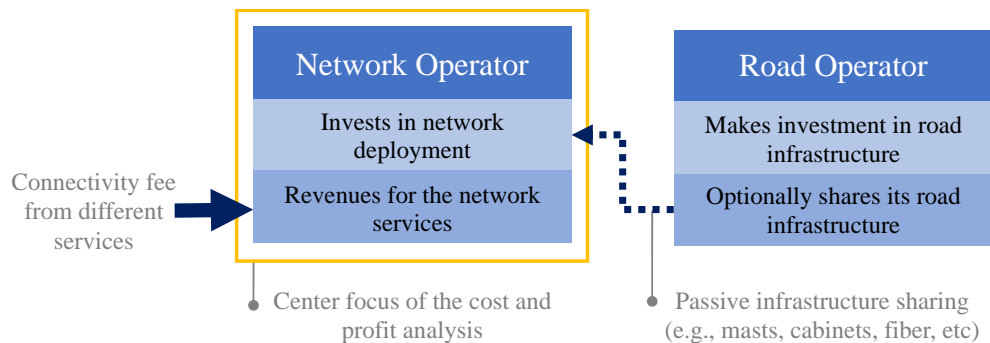 Network Operator
Invests in network
deployment
Revenues for the network
services
Road Operator
Makes investment in road
infrastructure
Optionally shares its road
infrastructure
Connectivity fee
from different
services
Center focus of the cost and
profit analysis
Passive infrastructure sharing
(e.g., masts, cabinets, fiber, etc)